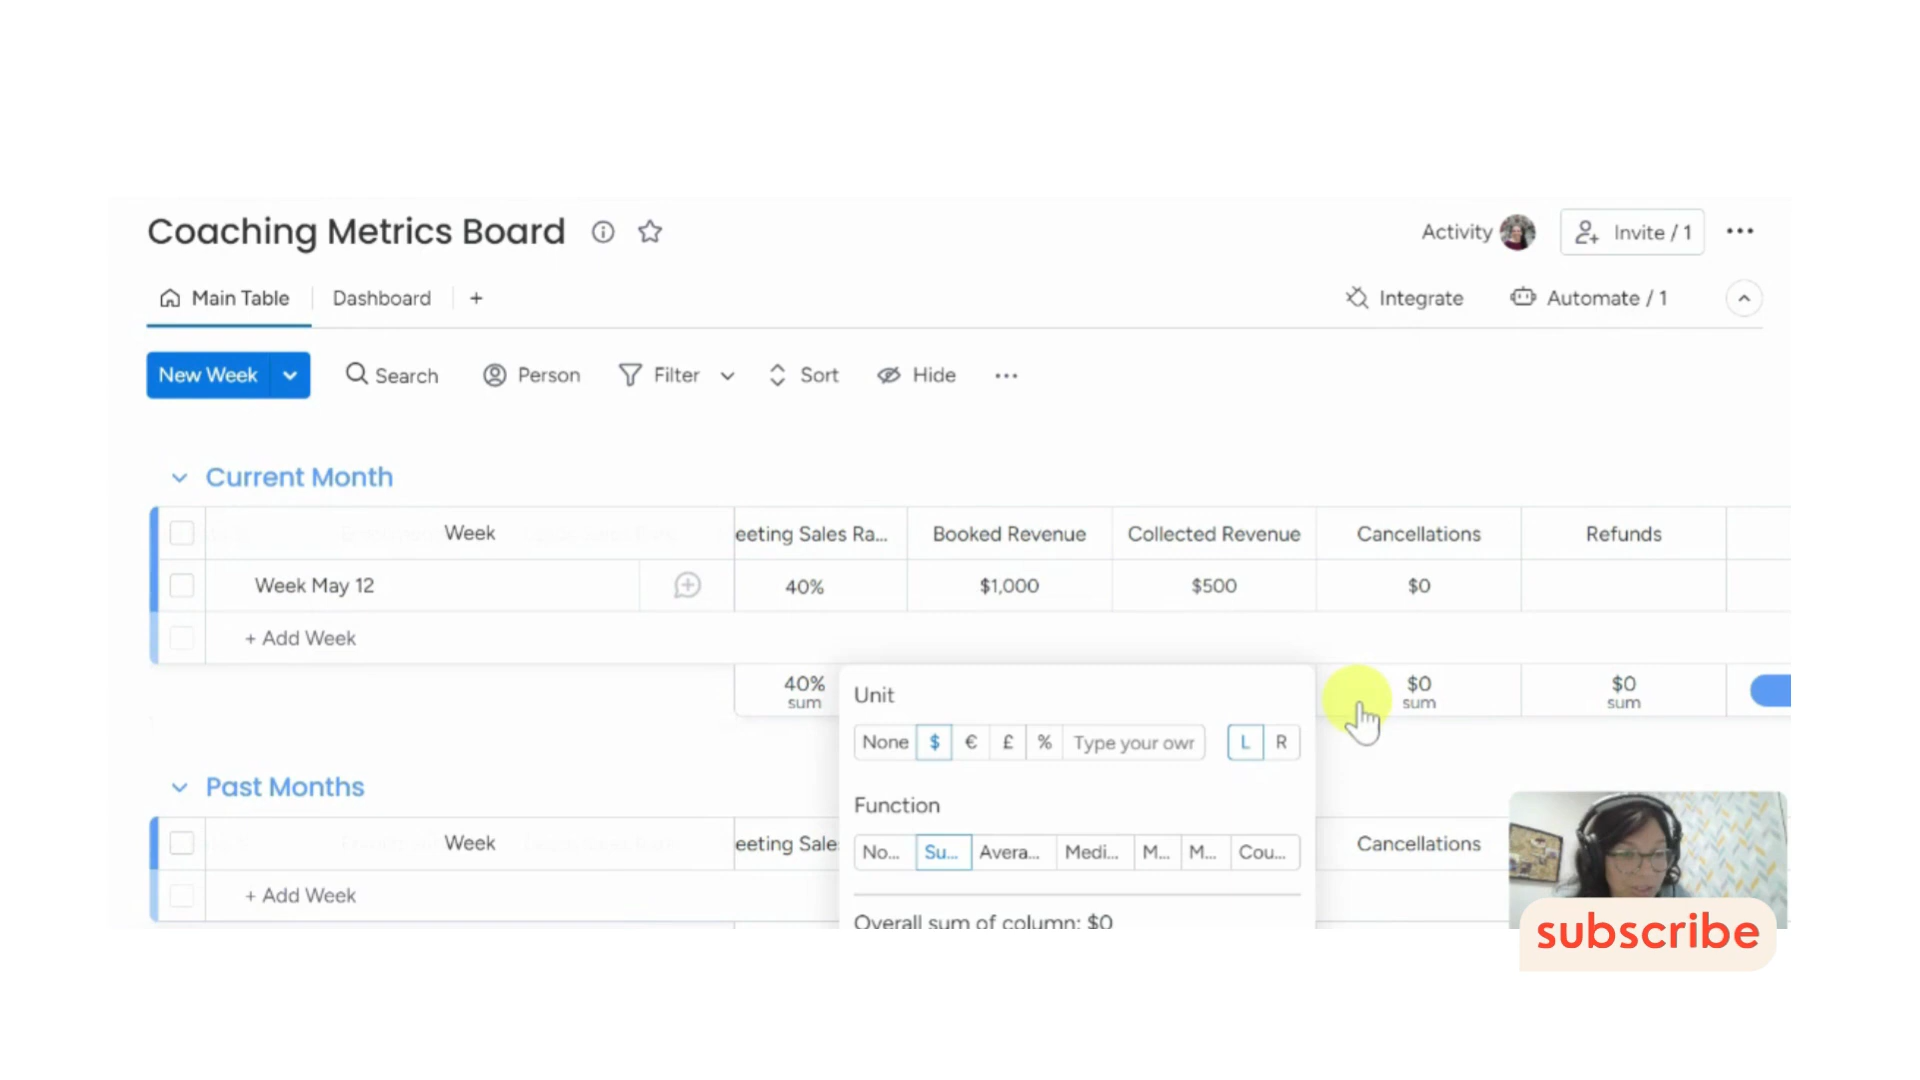 Coaching Metrics Board
Activity
Invite / 1
Main Table
Dashboard
+
Integrate
Automate / 1
New Week
Search
Person
Filter
Sort
Hide
Current Month
Week
eeting Sales Ra...
Booked Revenue
Collected Revenue
Cancellations
Refunds
Week May 12
40%
$1,000
$500
$0
+ Add Week
40%
sum
$0
sum
$0
sum
Unit
None
$
€
£
%
Type your owr
L
R
Past Months
Function
Week
eeting Sale
No...
Su...
Avera...
Medi...
M...
M...
Cou...
Cancellations
+ Add Week
Overall sum of column: $0
subscribe